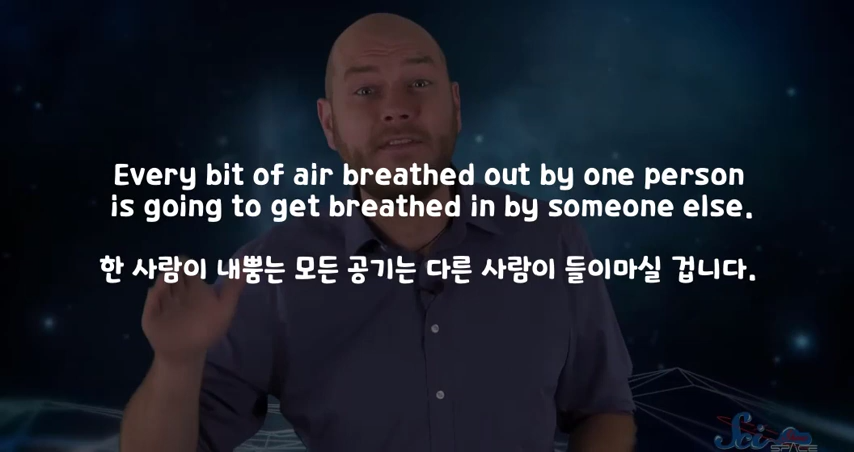 Every bit of air breathed out by one person
is going to get breathed in by someone else.
한 사람이 내뿜는 모든 공기는 다른 사람이 들이마실 겁니다.
Sci
SPACE